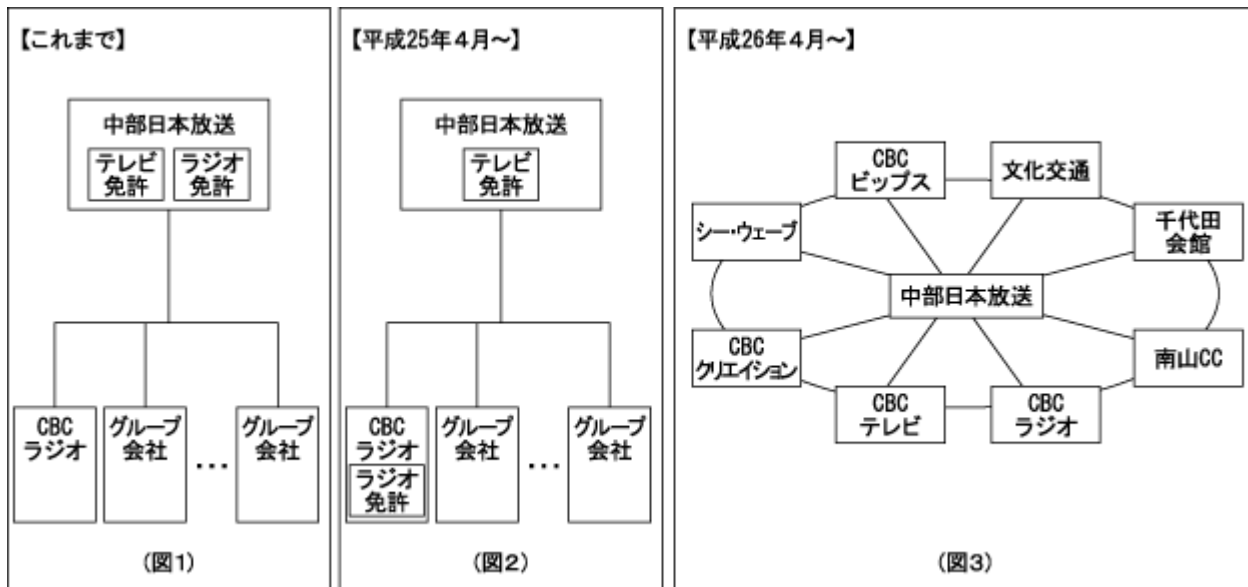 【これまで】
中部日本放送
テレビ
免許
ラジオ
免許
CBC
ラジオ
グループ
会社
・・・
グループ
会社
(図1)
【平成25年4月～】
中部日本放送
テレビ
免許
CBC
ラジオ
ラジオ
免許
グループ
会社
・・・
グループ
会社
(図2)
【平成26年4月～】
CBC
ビップス
文化交通
シー・ウェーブ
千代田
会館
中部日本放送
CBC
クリエイション
南山CC
CBC
テレビ
CBC
ラジオ
(図3)